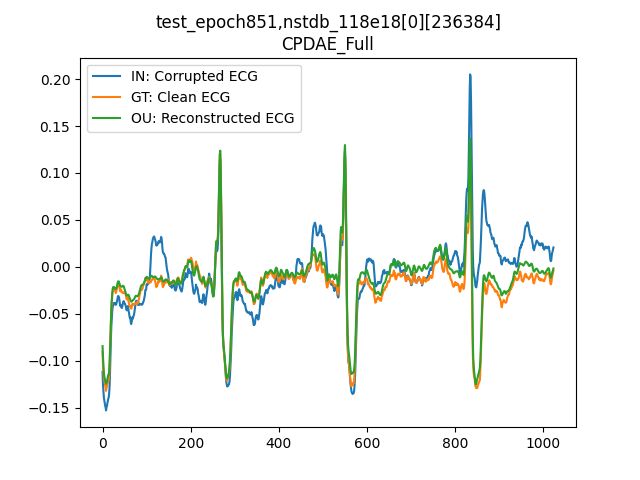 test_epoch851,nstdb_118e18[0][236384]
CPDAE_Full
IN: Corrupted ECG
GT: Clean ECG
OU: Reconstructed ECG
0.20
0.15
0.10
0.05
0.00
−0.05
−0.10
−0.15
0 200 400 600 800 1000